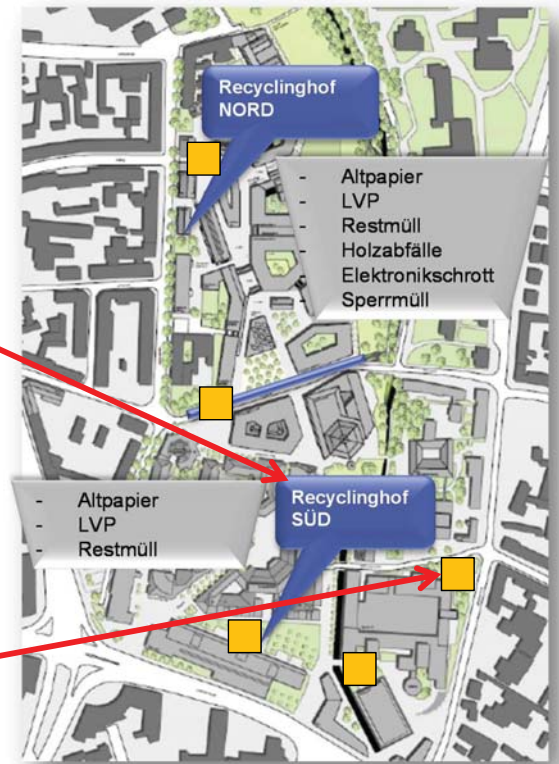 Recyclinghof
NORD
- Altpapier
- LVP
- Restmüll
- Holzabfälle
- Elektronikschrott
- Sperrmüll
Recyclinghof
SÜD
- Altpapier
- LVP
- Restmüll